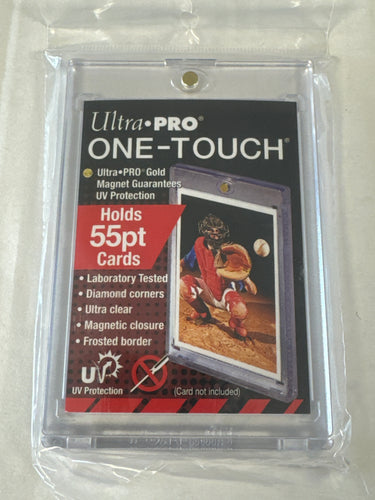 Ultra•PRO®
ONE-TOUCH®
Ultra•PRO® Gold
Magnet Guarantees
UV Protection
Holds
55pt
Cards
• Laboratory Tested
• Diamond corners
• Ultra clear
• Magnetic closure
• Frosted border
UV
UV Protection
(Card not included)